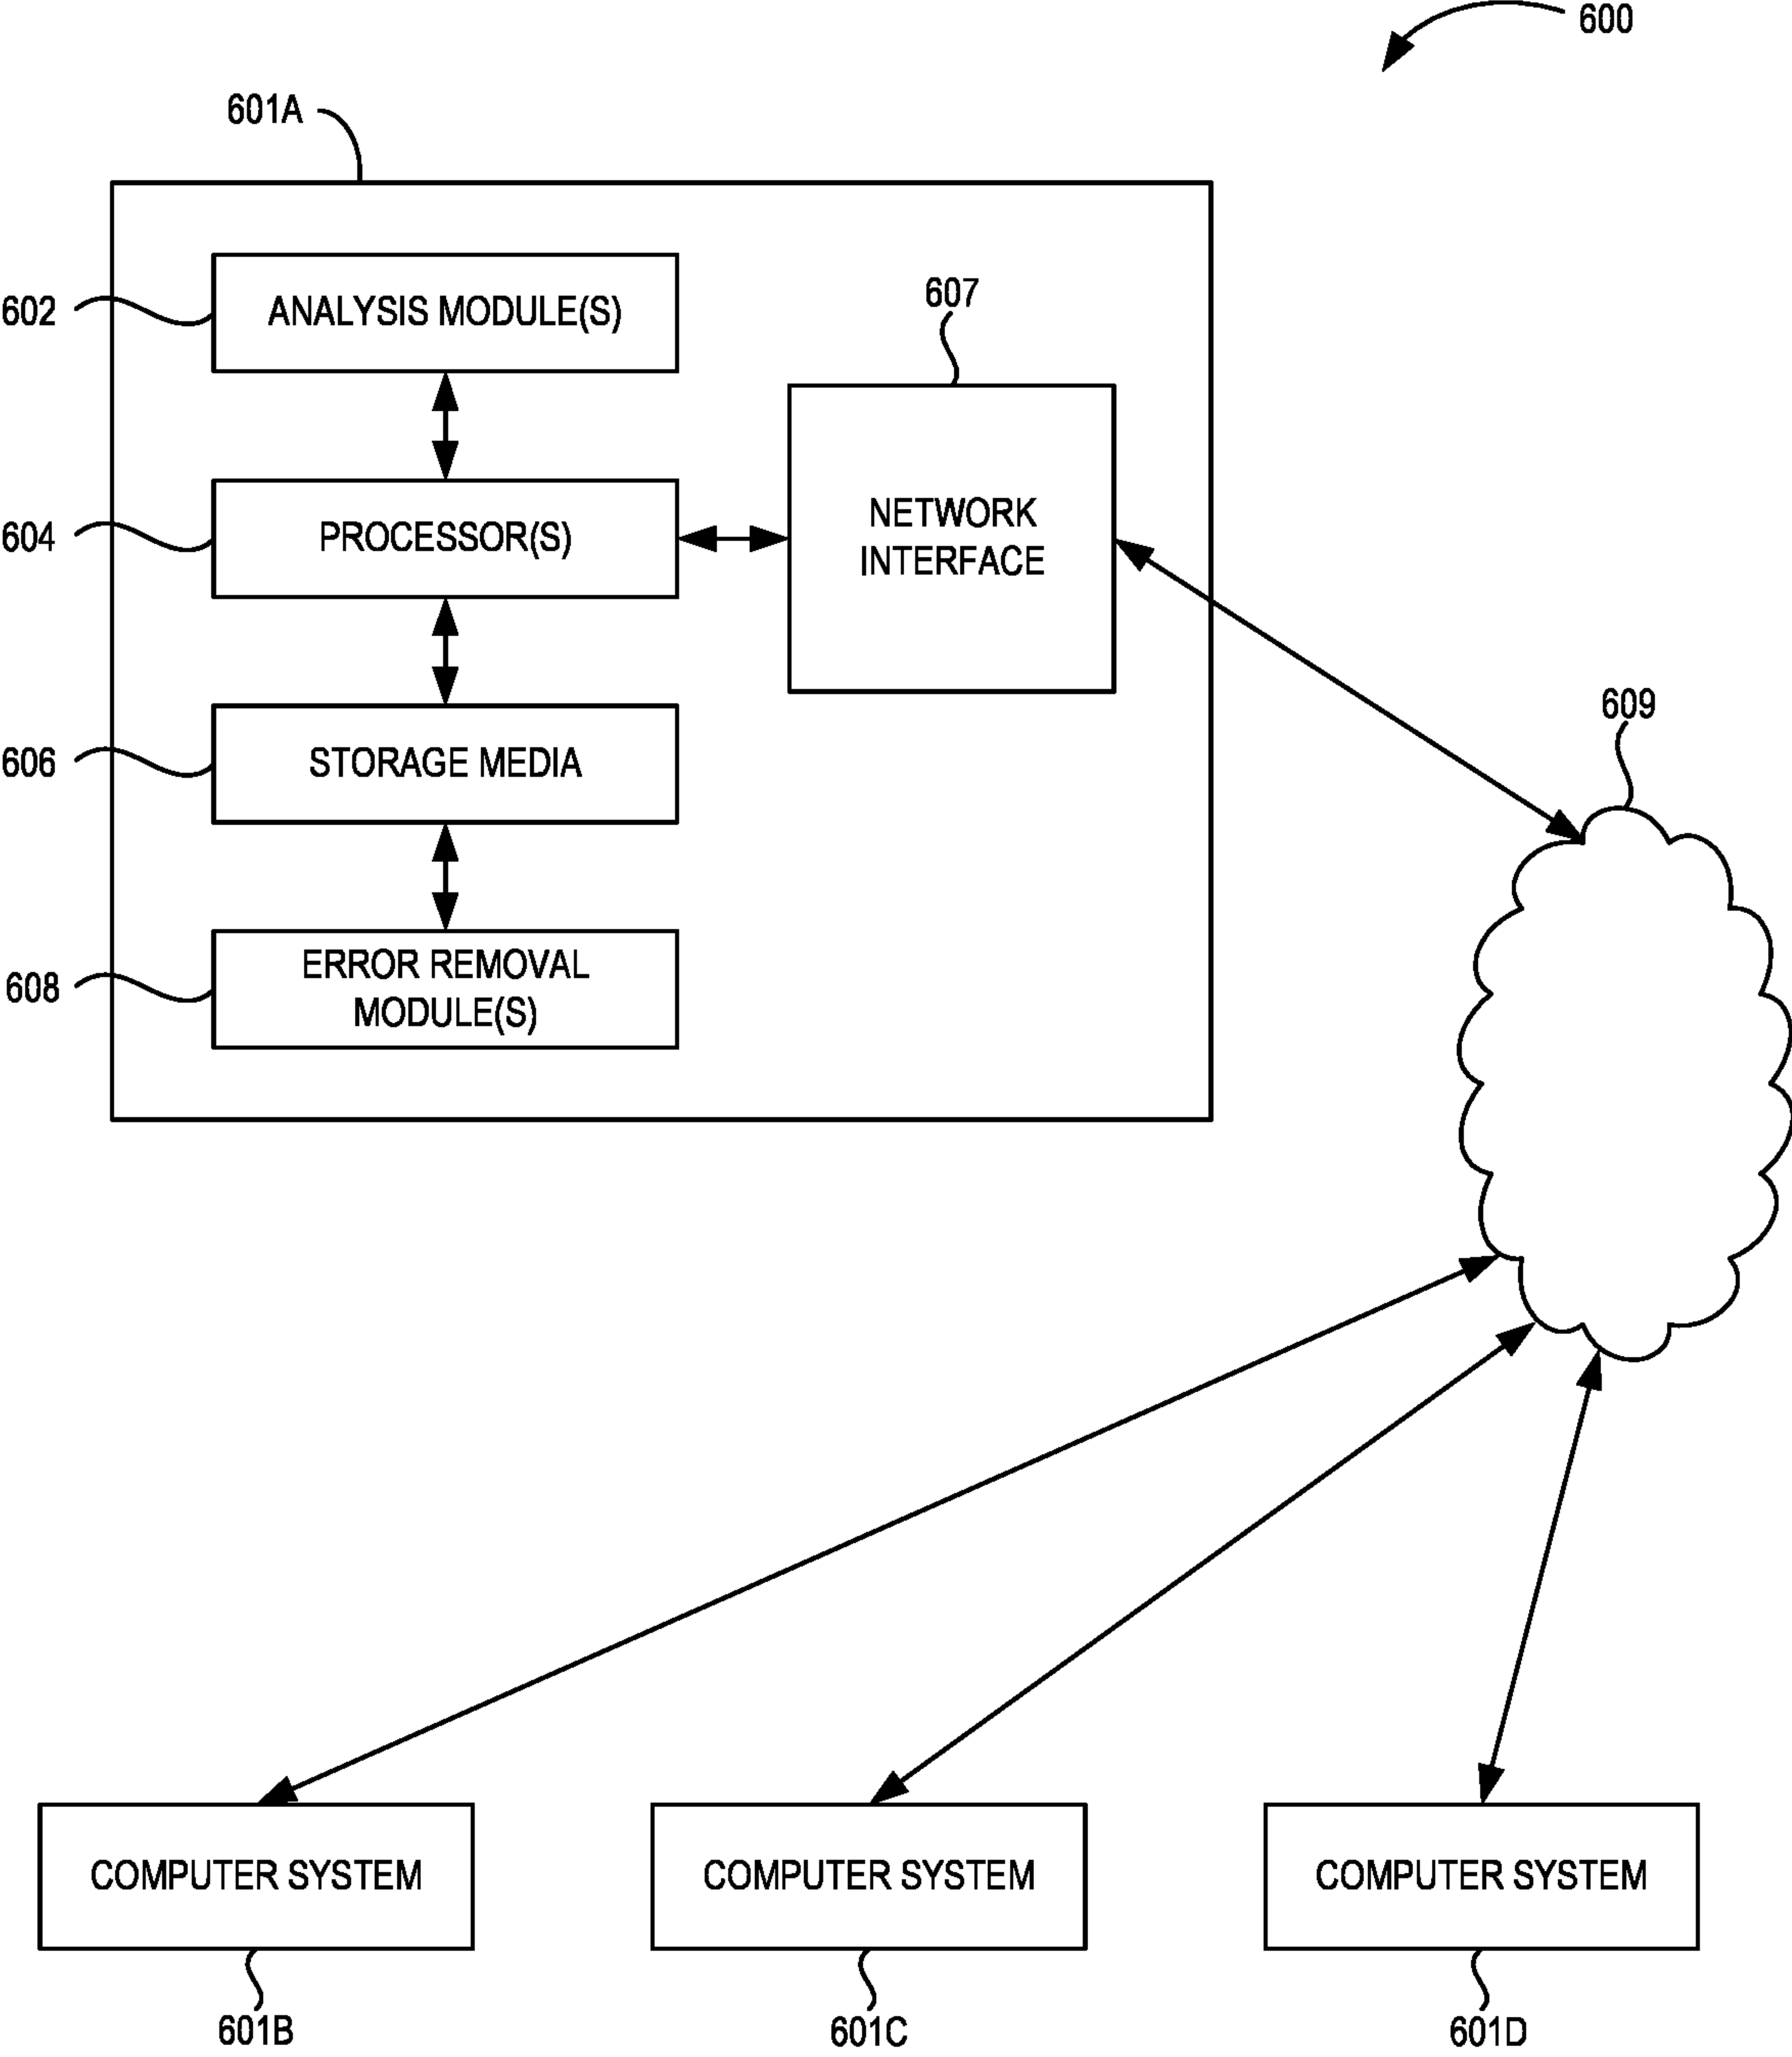 600
601A
602
ANALYSIS MODULE(S)
607
604
PROCESSOR(S)
NETWORK
INTERFACE
609
606
STORAGE MEDIA
608
ERROR REMOVAL
MODULE(S)
COMPUTER SYSTEM
COMPUTER SYSTEM
COMPUTER SYSTEM
601B
601C
601D